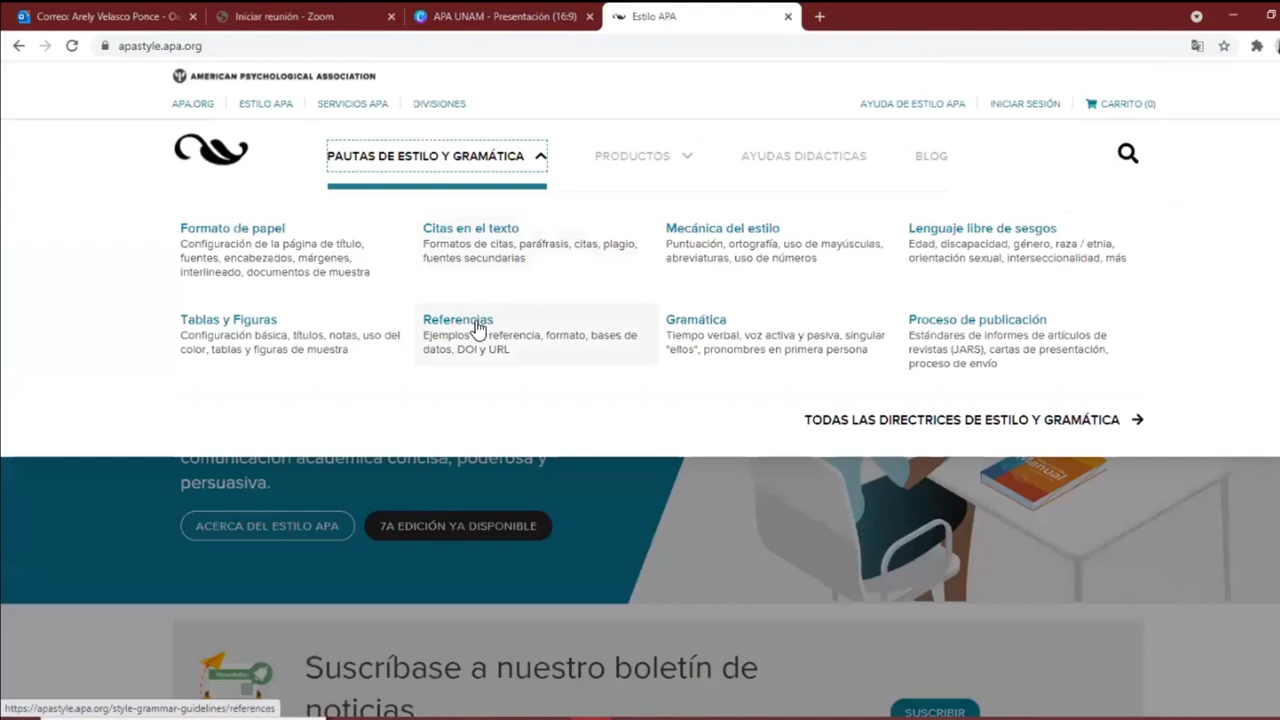 Correo: Arely Velasco Ponce - Ou
Iniciar reunión - Zoom
APA UNAM - Presentación (16:9)
Estilo APA
apastyle.apa.org
AMERICAN PSYCHOLOGICAL ASSOCIATION
APA.ORG
ESTILO APA
SERVICIOS APA
DIVISIONES
AYUDA DE ESTILO APA
INICIAR SESIÓN
CARRITO (0)
PAUTAS DE ESTILO Y GRAMÁTICA
PRODUCTOS
AYUDAS DIDÁCTICAS
BLOG
Formato de papel
Configuración de la página de título,
fuentes, encabezados, márgenes,
interlineado, documentos de muestra
Citas en el texto
Formatos de citas, paráfrasis, citas, plagio,
fuentes secundarias
Mecánica del estilo
Puntuación, ortografía, uso de mayúsculas,
abreviaturas, uso de números
Lenguaje libre de sesgos
Edad, discapacidad, género, raza / etnia,
orientación sexual, interseccionalidad, más
Tablas y Figuras
Configuración básica, títulos, notas, uso del
color, tablas y figuras de muestra
Referencias
Ejemplos referencia, formato, bases de
datos, DOI y URL
Gramática
Tiempo verbal, voz activa y pasiva, singular
"ellos", pronombres en primera persona
Proceso de publicación
Estándares de informes de artículos de
revistas (JARS), cartas de presentación,
proceso de envío
TODAS LAS DIRECTRICES DE ESTILO Y GRAMÁTICA
comunicación académica concisa, poderosa y
persuasiva.
ACERCA DEL ESTILO APA
7A EDICIÓN YA DISPONIBLE
Manual
Suscríbase a nuestro boletín de
noticias
Newsletter
SUSCRIBIR
https://apastyle.apa.org/style-grammar-guidelines/references